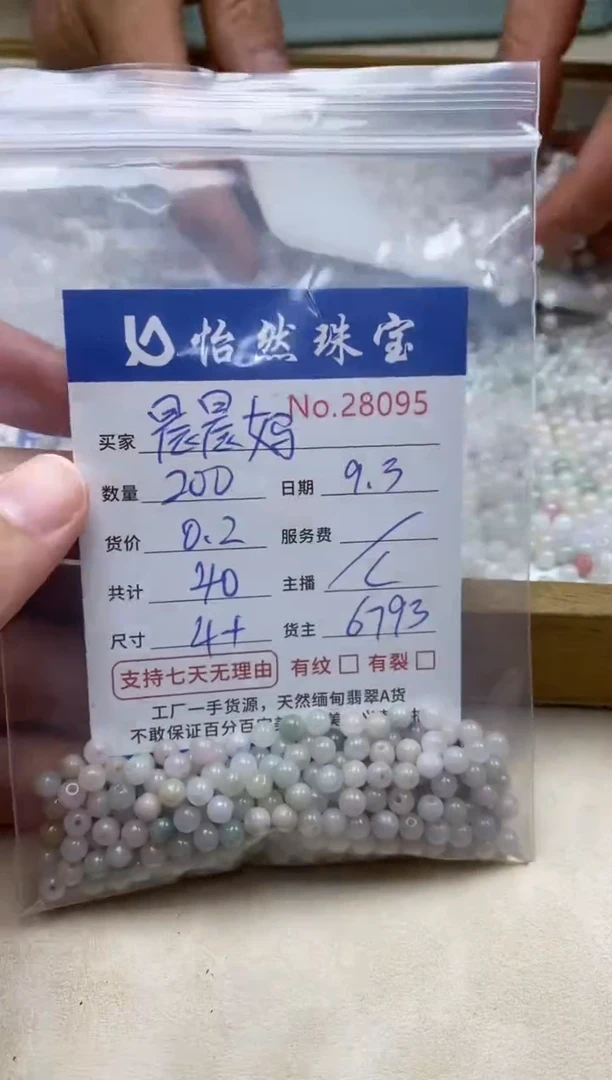 怡然珠宝
No.28095
买家 晨晨妈
数量 200 日期 9.3
货价 0.2 服务费 /
共计 40 主播 L
尺寸 4+ 货主 6793
支持七天无理由 有纹 □ 有裂 □
工厂一手货源，天然缅甸翡翠A货
不敢保证百分百完美